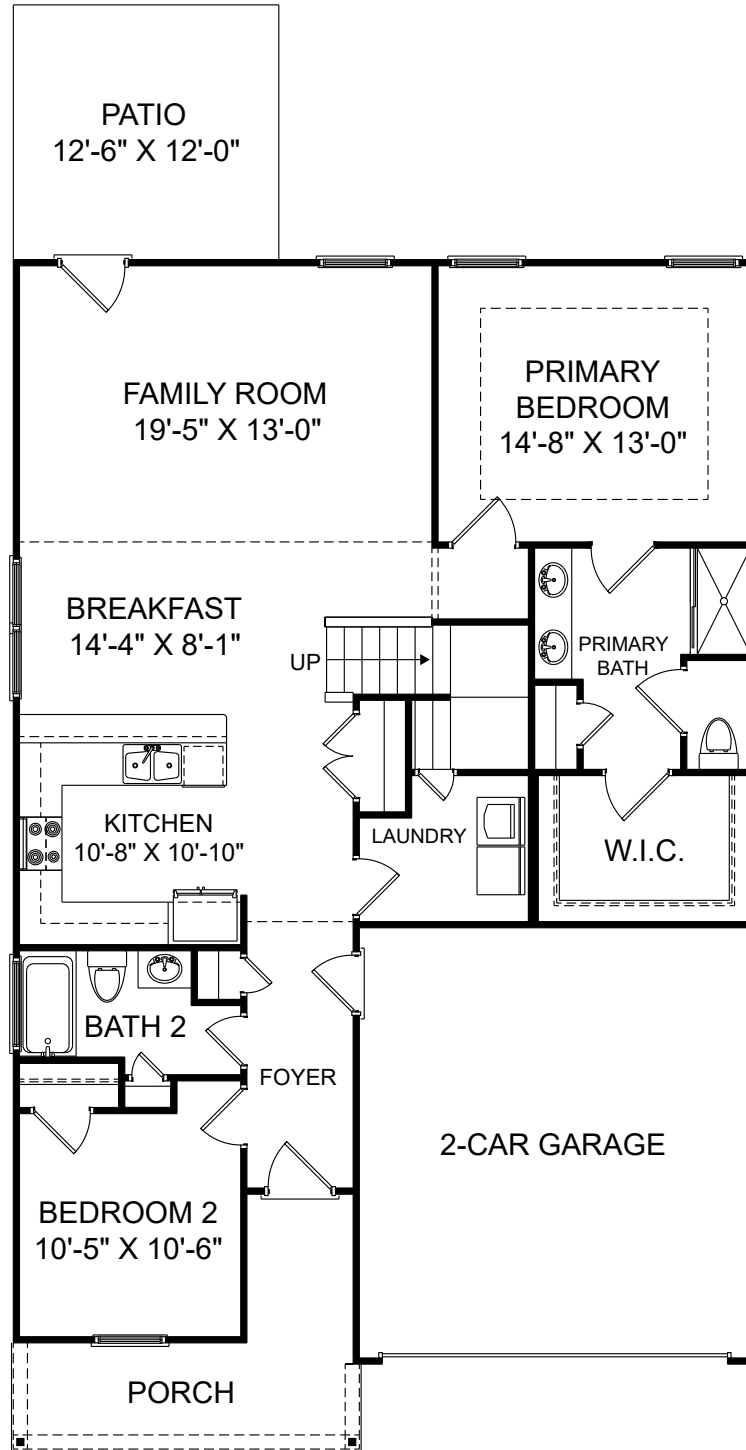 PATIO
12'-6" X 12'-0"
FAMILY ROOM
19'-5" X 13'-0"
PRIMARY
BEDROOM
14'-8" X 13'-0"
BREAKFAST
14'-4" X 8'-1"
UP
PRIMARY
BATH
KITCHEN
10'-8" X 10'-10"
LAUNDRY
W.I.C.
BATH 2
FOYER
2-CAR GARAGE
BEDROOM 2
10'-5" X 10'-6"
PORCH